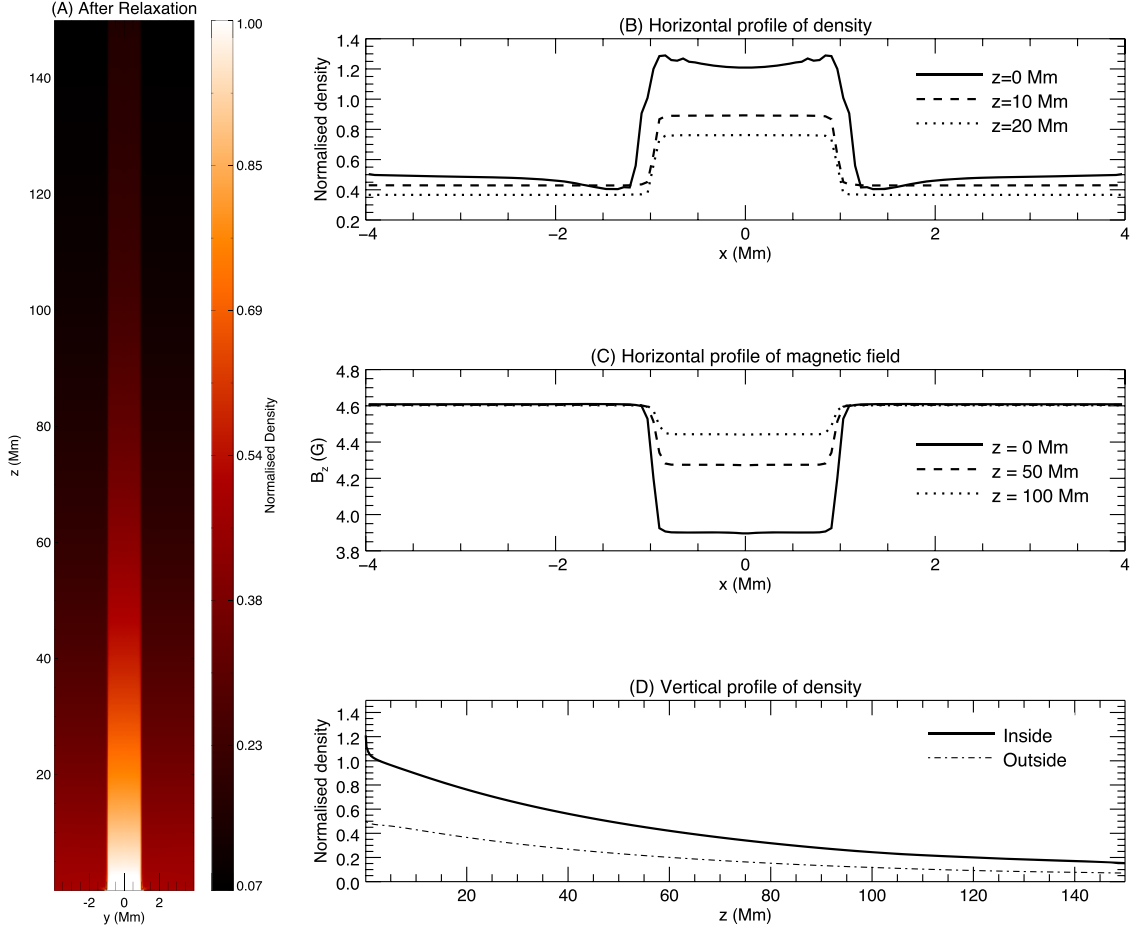 (A) After Relaxation
140
120
100
80
60
40
20
z (Mm)
-2 0 2
y (Mm)
1.00
0.85
0.69
0.54
0.38
0.23
0.07
Normalised Density
(B) Horizontal profile of density
1.4
1.2
1.0
0.8
0.6
0.4
0.2
Normalised density
z=0 Mm
z=10 Mm
z=20 Mm
−4 −2 0 2 4
x (Mm)
(C) Horizontal profile of magnetic field
4.8
4.6
4.4
4.2
4.0
3.8
Bz (G)
z = 0 Mm
z = 50 Mm
z = 100 Mm
−4 −2 0 2 4
x (Mm)
(D) Vertical profile of density
1.4
1.2
1.0
0.8
0.6
0.4
0.2
0.0
Normalised density
Inside
Outside
20 40 60 80 100 120 140
z (Mm)